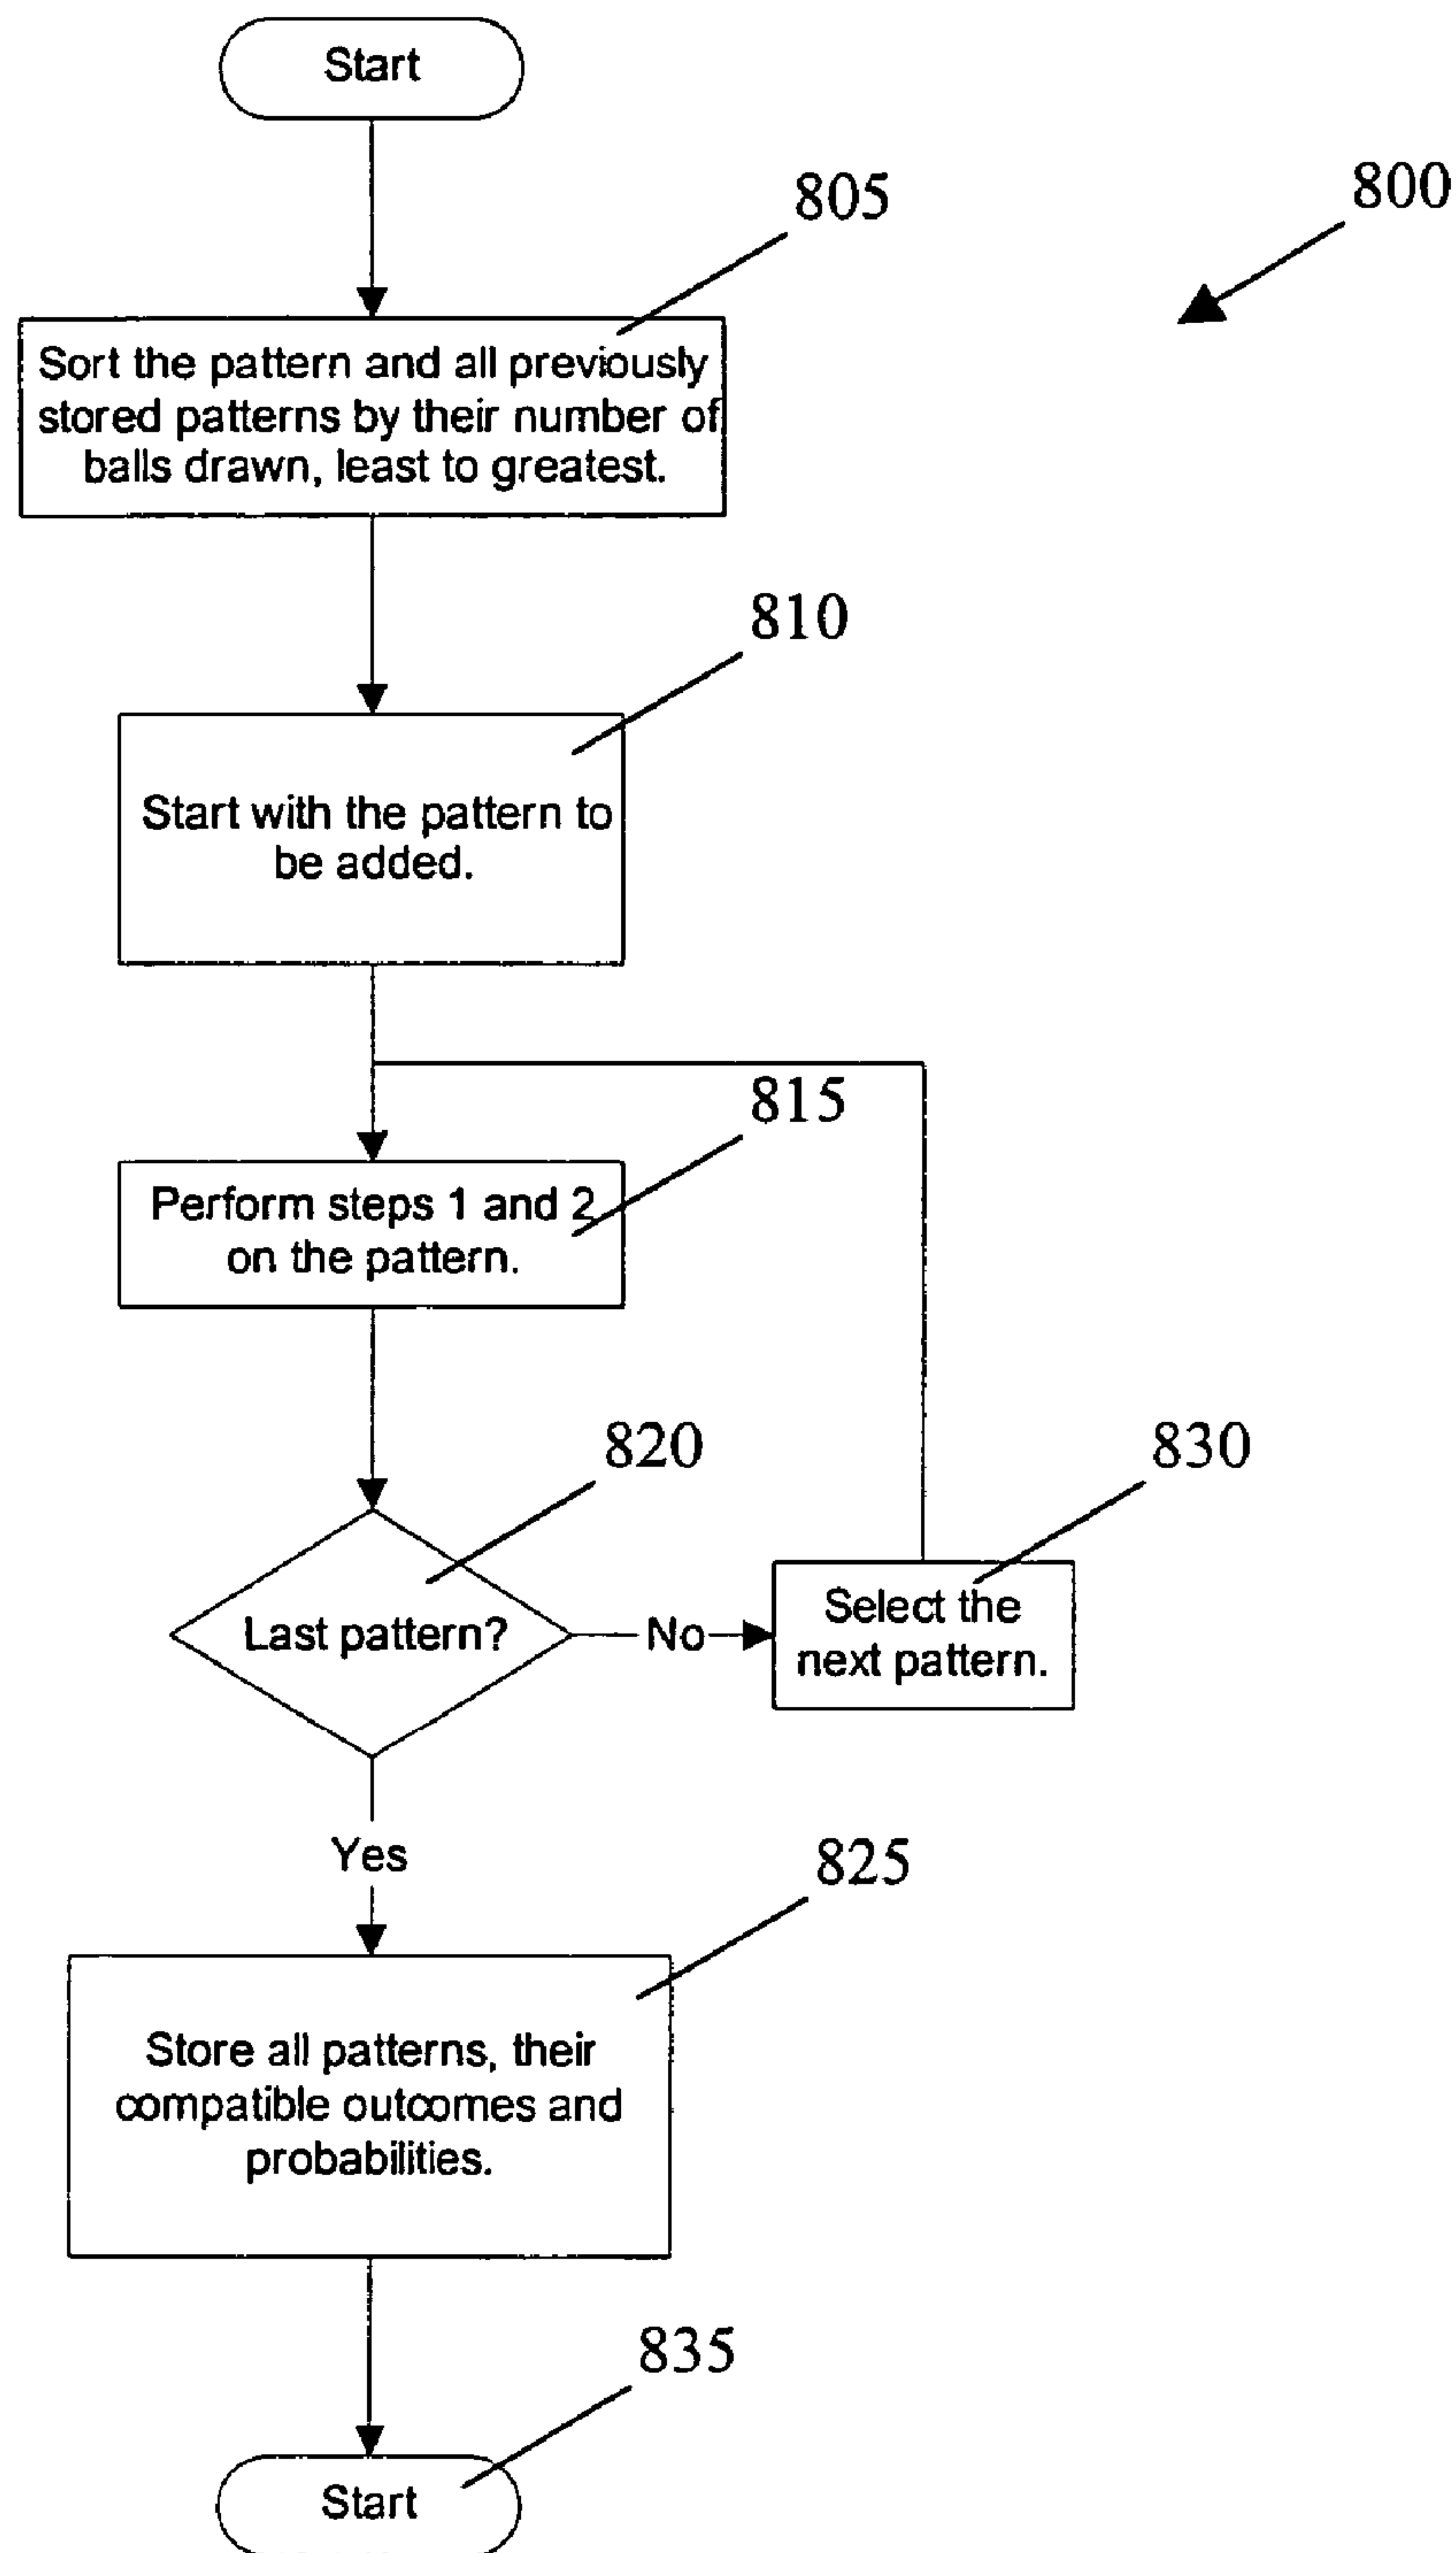 Start
805
800
Sort the pattern and all previously
stored patterns by their number of
balls drawn, least to greatest.
810
Start with the pattern to
be added.
815
Perform steps 1 and 2
on the pattern.
820
830
Last pattern?
No
Select the
next pattern.
Yes
825
Store all patterns, their
compatible outcomes and
probabilities.
835
Start